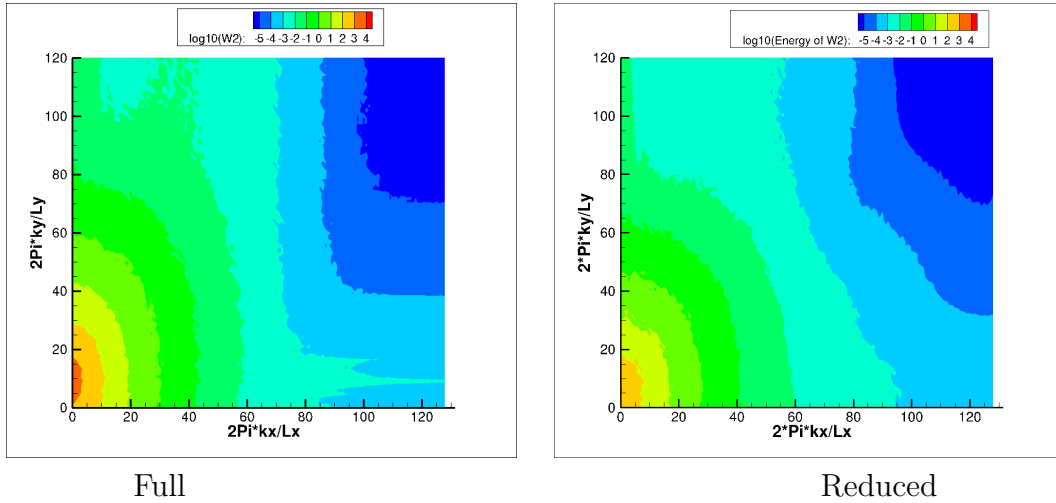 log10(W2): -5 -4 -3 -2 -1 0 1 2 3 4
120
100
80
60
40
20
0
2Pi*ky/Ly
0 20 40 60 80 100 120
2Pi*kx/Lx
Full
log10(Energy of W2): -5 -4 -3 -2 -1 0 1 2 3 4
120
100
80
60
40
20
0
2*Pi*ky/Ly
0 20 40 60 80 100 120
2*Pi*kx/Lx
Reduced